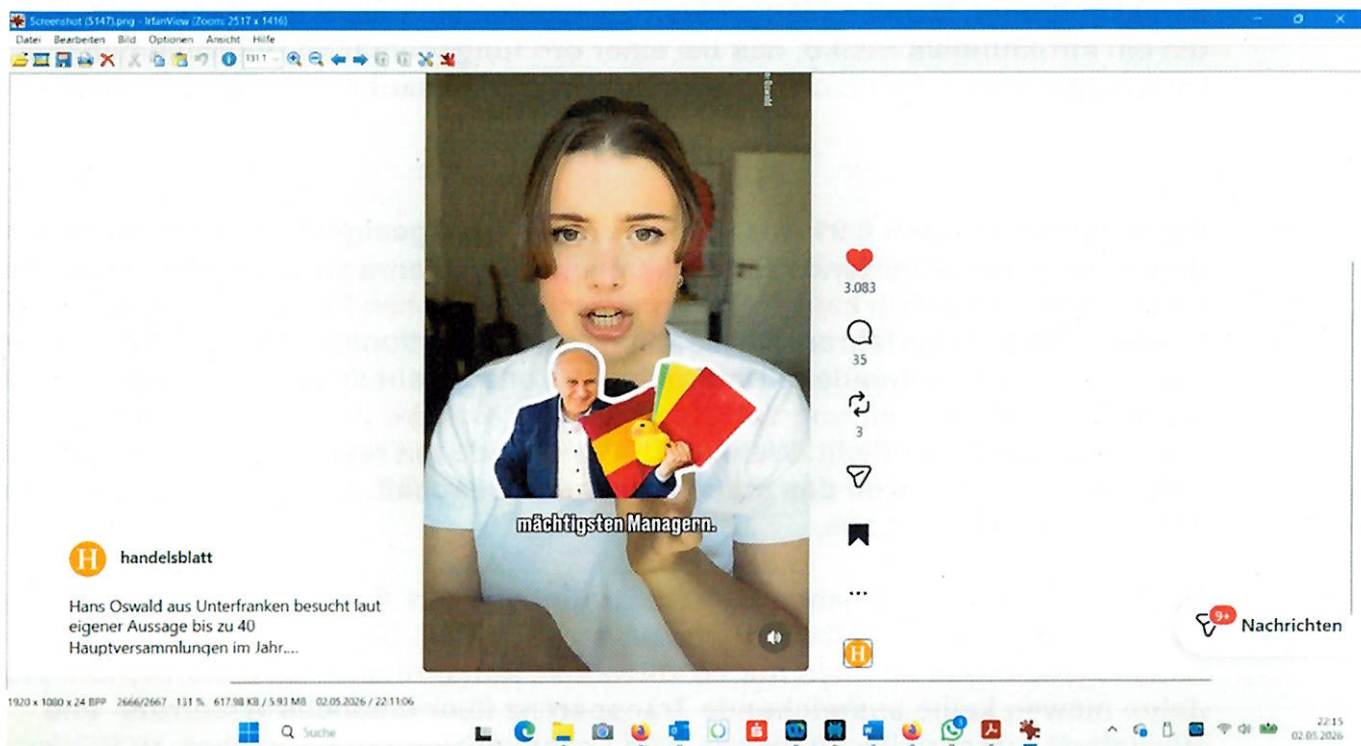 Screenshot (5147).png - IrfanView (Zoom: 2517 x 1416)
Datei Bearbeiten Bild Optionen Ansicht Hilfe
131.1
3.083
35
3
mächtigsten Managern.
H handelsblatt
Hans Oswald aus Unterfranken besucht laut
eigener Aussage bis zu 40
Hauptversammlungen im Jahr....
H
9+ Nachrichten
1920 x 1080 x 24 BPP 2666/2667 131 % 617.98 KB / 5.93 MB 02.05.2026 / 22:11:06
Suche
22:15
02.05.2026